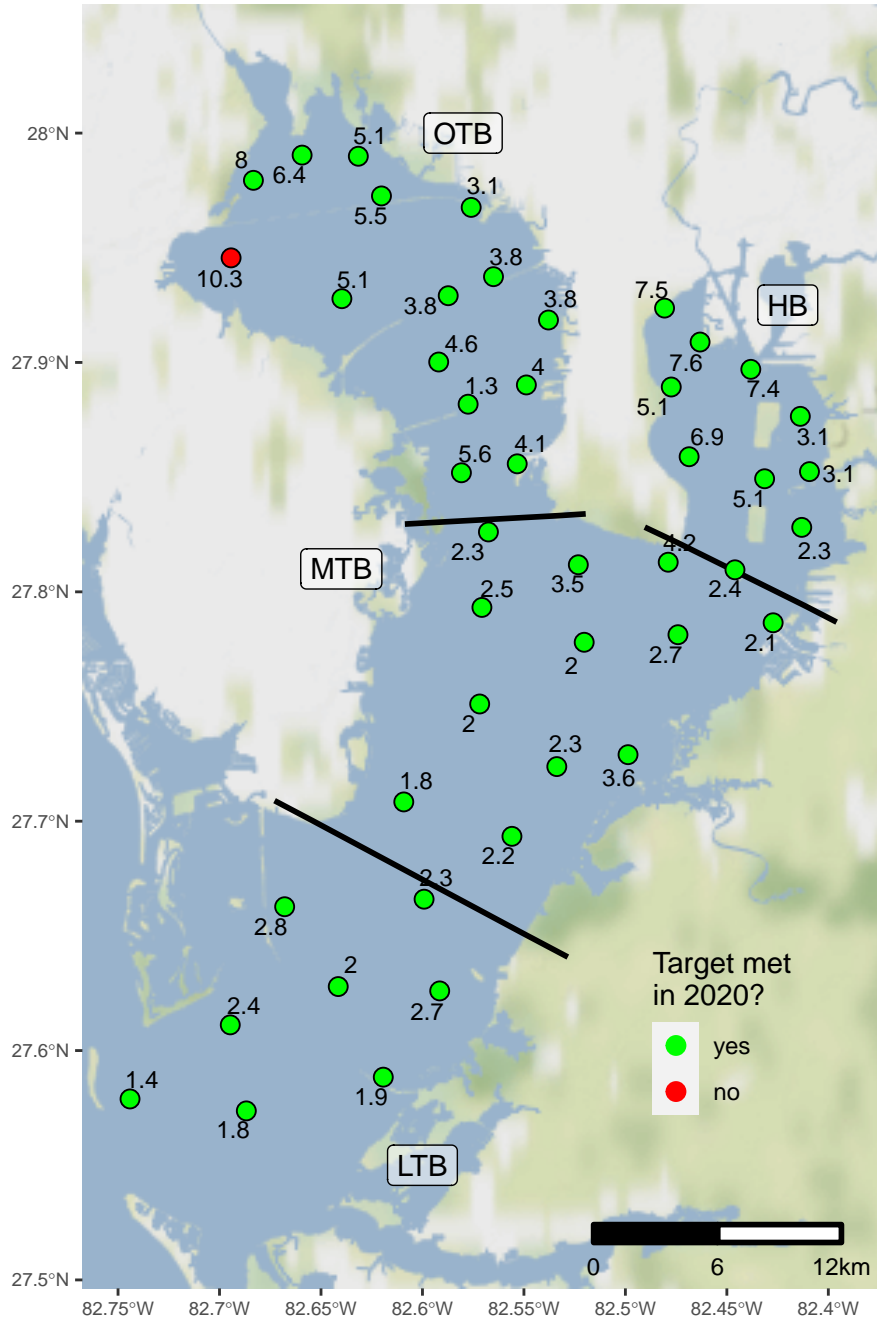 28°N
27.9°N
27.8°N
27.7°N
27.6°N
27.5°N
OTB
5.1
8
6.4
5.5
3.1
10.3
5.1
3.8
3.8
3.8
7.5
HB
4.6
4
1.3
7.6
7.4
5.1
3.1
5.6
4.1
6.9
5.1
3.1
2.3
2.3
4.2
MTB
3.5
2.4
2.5
2
2.7
2.1
2
2.3
3.6
1.8
2.2
2.3
2.8
2
2.4
2.7
1.4
1.8
1.9
LTB
Target met
in 2020?
yes
no
0 6 12km
82.75°W 82.7°W 82.65°W 82.6°W 82.55°W 82.5°W 82.45°W 82.4°W